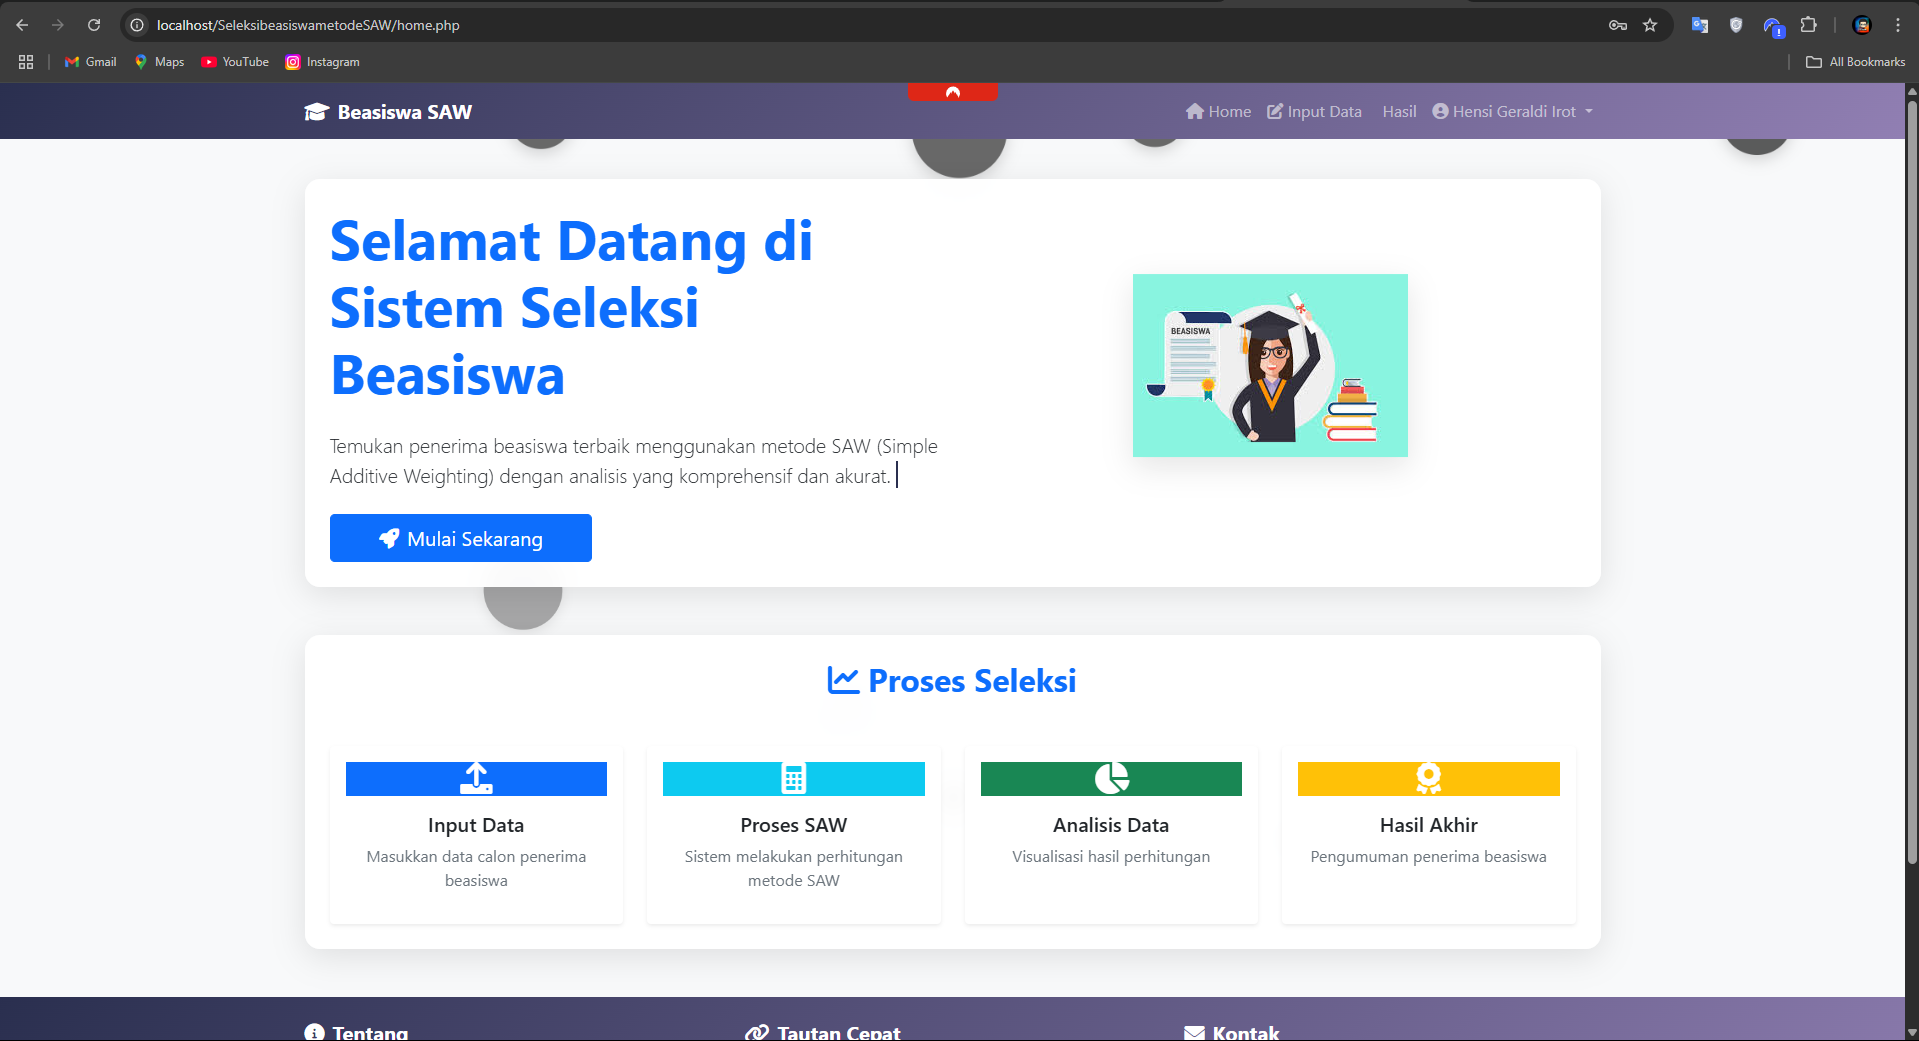 localhost/SeleksibeasiswametodeSAW/home.php
Gmail Maps YouTube Instagram All Bookmarks
Beasiswa SAW Home Input Data Hasil Hensi Geraldi Irot
Selamat Datang di
Sistem Seleksi
Beasiswa
Temukan penerima beasiswa terbaik menggunakan metode SAW (Simple
Additive Weighting) dengan analisis yang komprehensif dan akurat.
Mulai Sekarang
BEASISWA
Proses Seleksi
Input Data
Masukkan data calon penerima
beasiswa
Proses SAW
Sistem melakukan perhitungan
metode SAW
Analisis Data
Visualisasi hasil perhitungan
Hasil Akhir
Pengumuman penerima beasiswa
Tentang Tautan Cepat Kontak